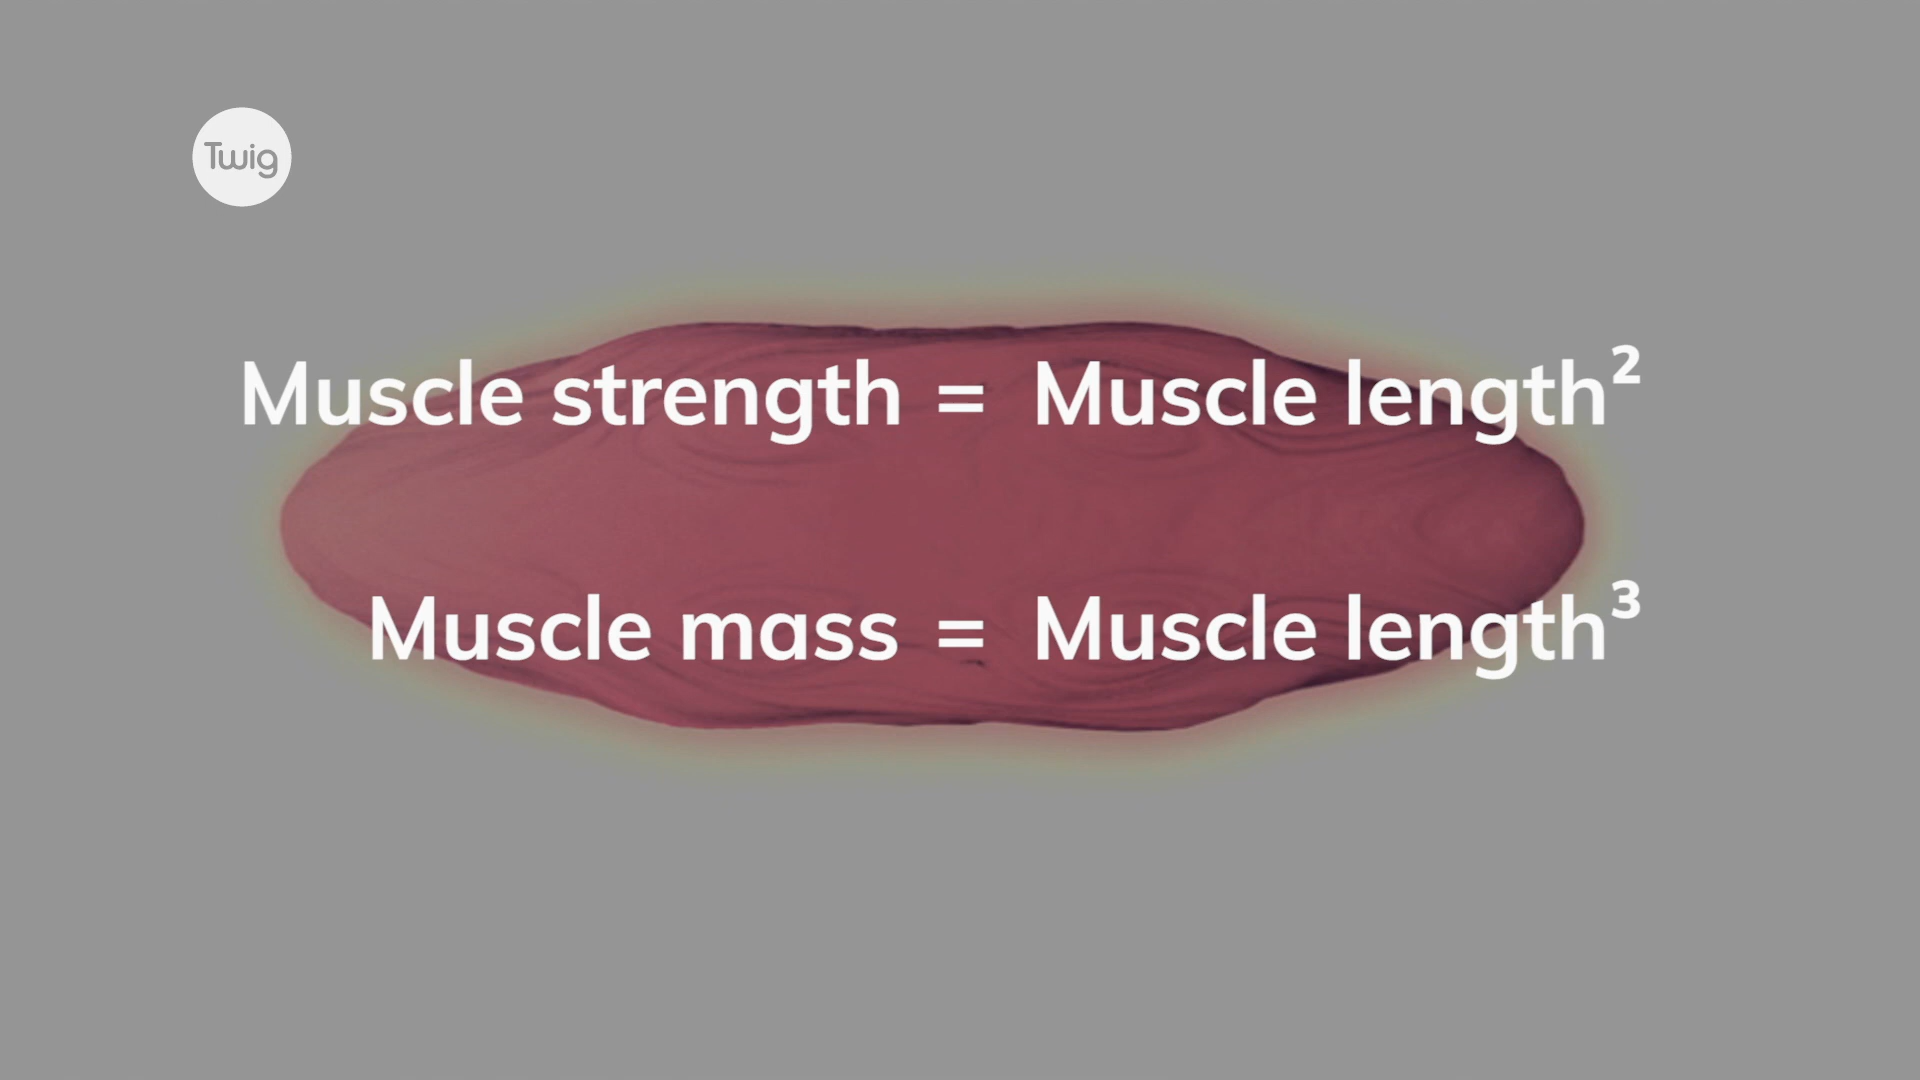 Twig
Muscle strength = Muscle length²
Muscle mass = Muscle length³